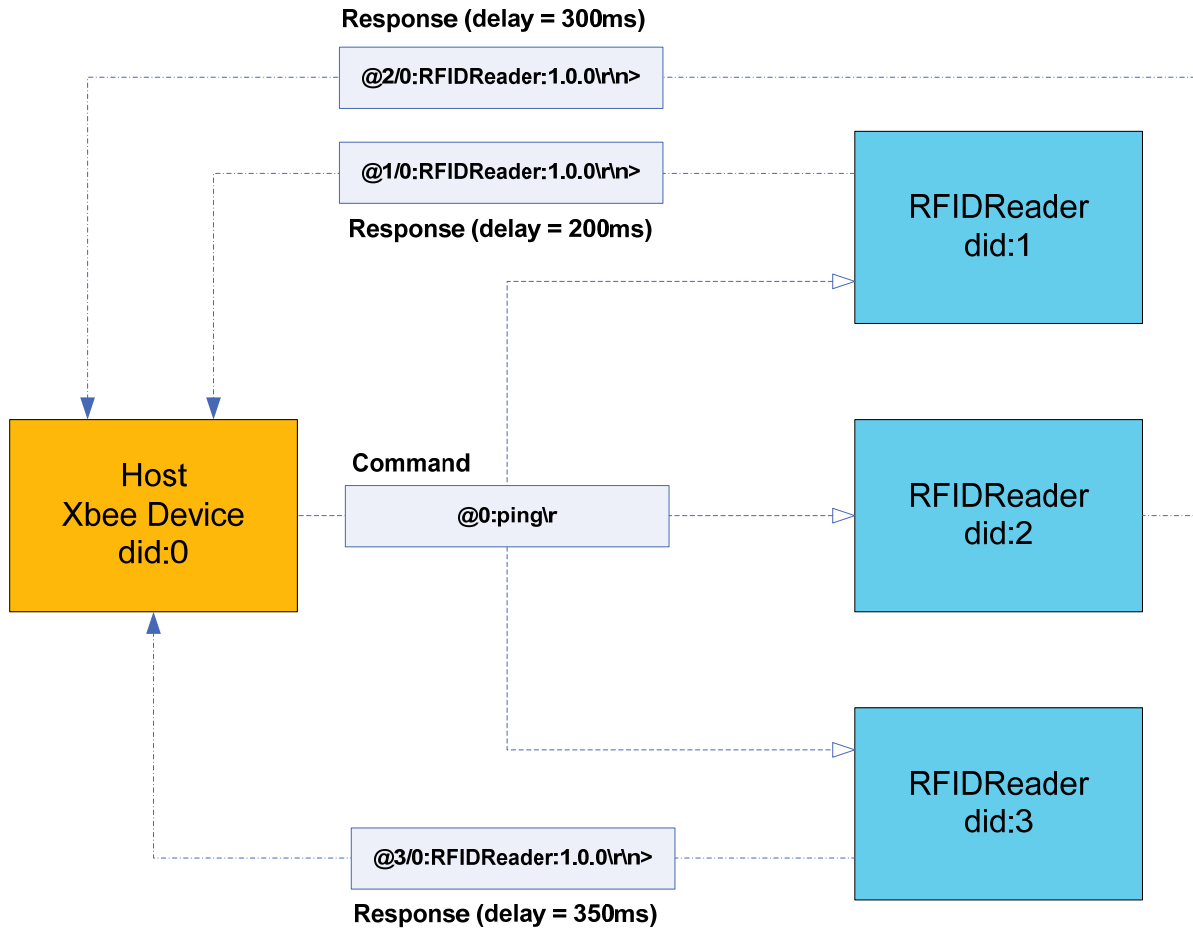 Response (delay = 300ms)
@2/0:RFIDReader:1.0.0\r\n>
@1/0:RFIDReader:1.0.0\r\n>
Response (delay = 200ms)
RFIDReader
did:1
Host
Xbee Device
did:0
Command
@0:ping\r
RFIDReader
did:2
RFIDReader
did:3
@3/0:RFIDReader:1.0.0\r\n>
Response (delay = 350ms)